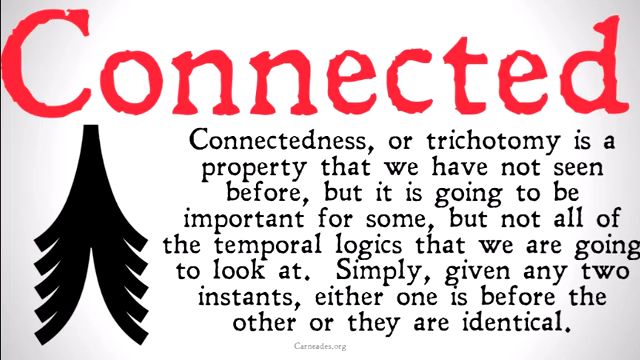 Connected
Connectedness, or trichotomy is a
property that we have not seen
before, but it is going to be
important for some, but not all of
the temporal logics that we are going
to look at. Simply, given any two
instants, either one is before the
other or they are identical.
Carneades.org